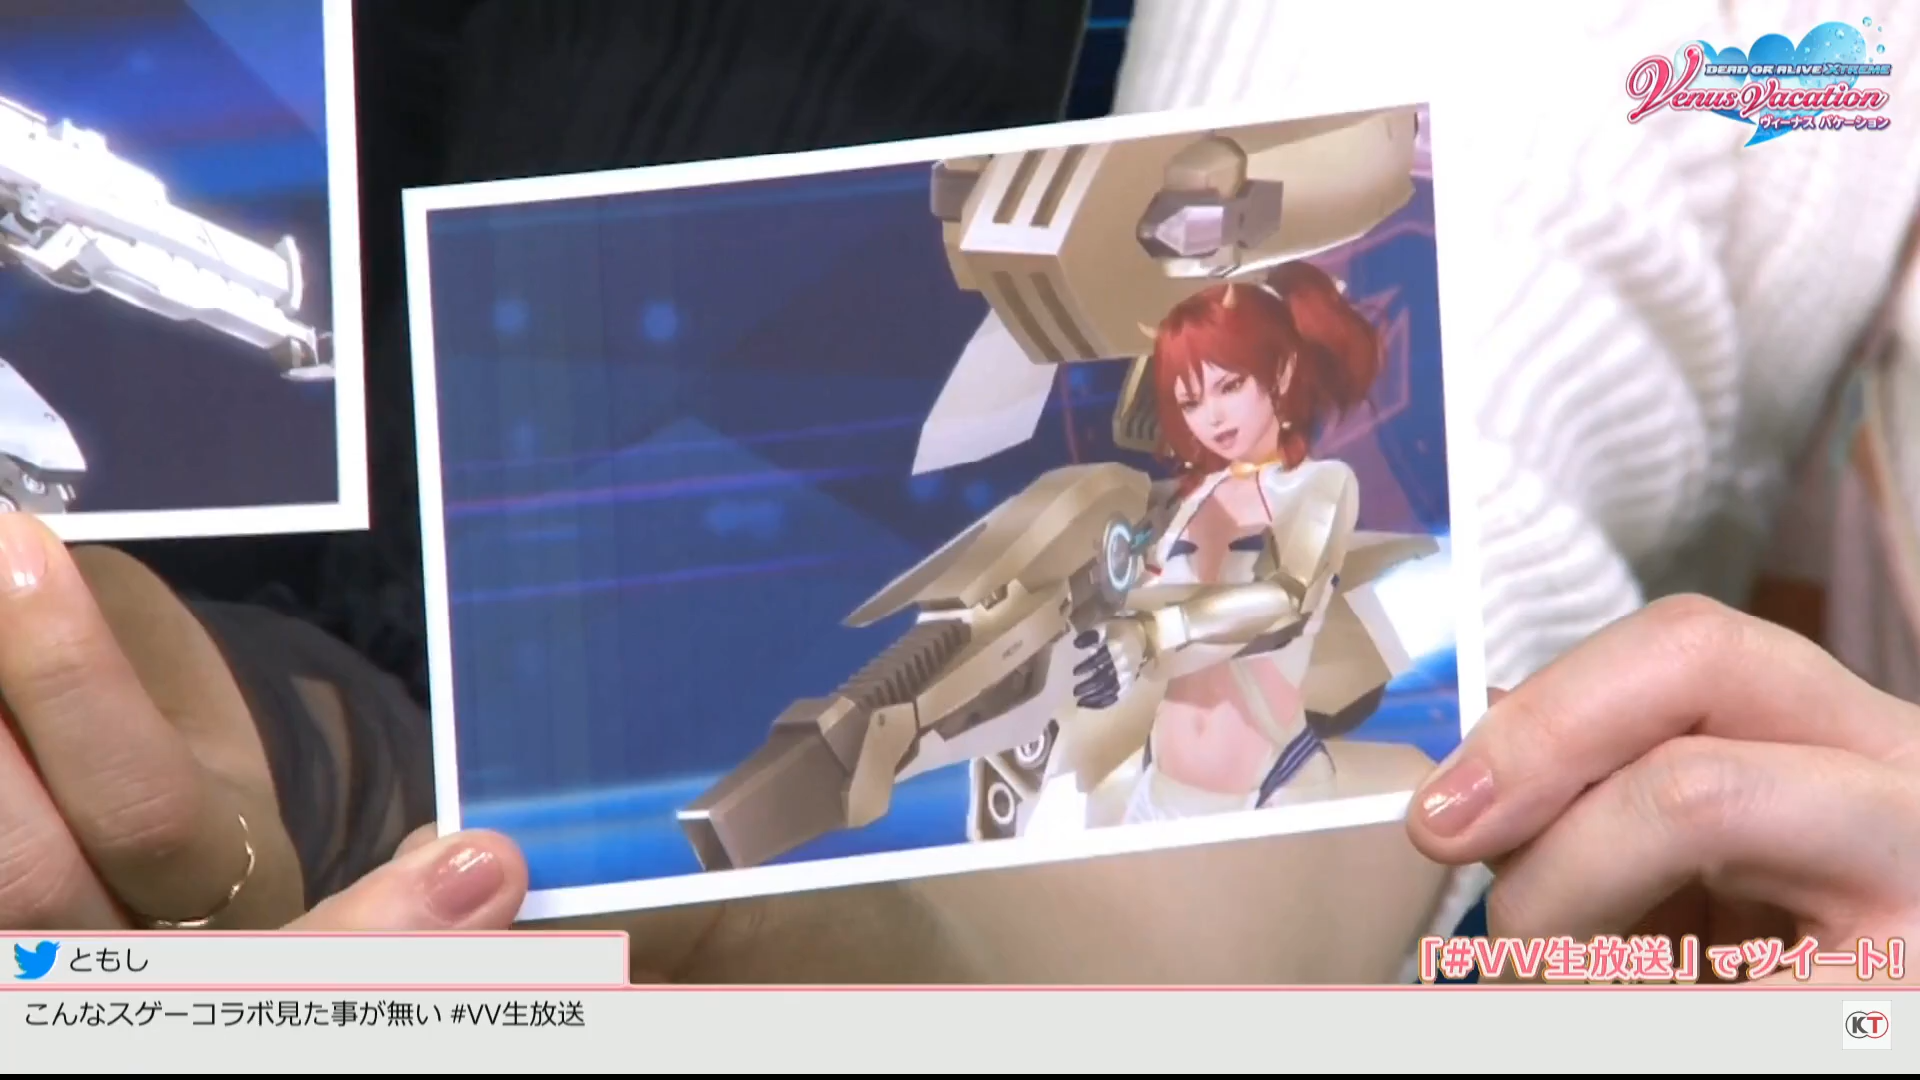 DEAD OR ALIVE XTREME
Venus Vacation
ヴィーナス バケーション
ともし
「#VV生放送」でツイート!
こんなスゲーコラボ見た事が無い #VV生放送
KT